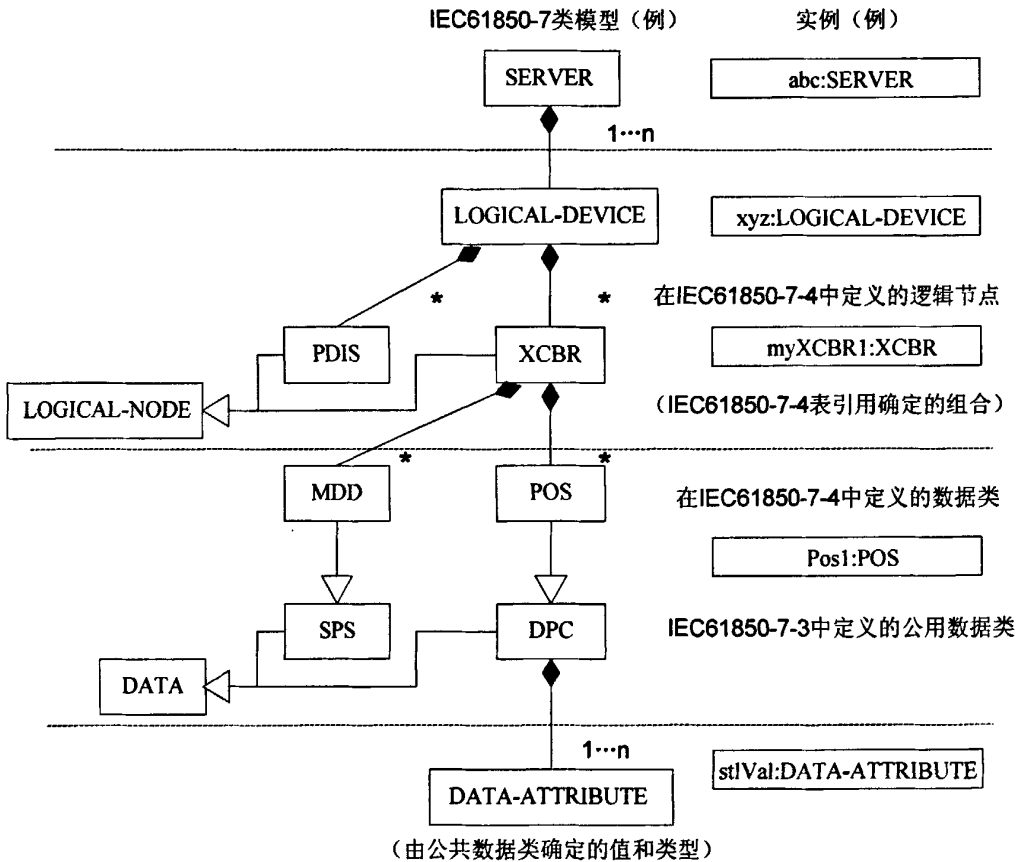 IEC61850-7类模型（例） 实例（例）
SERVER
abc:SERVER
1…n
LOGICAL-DEVICE
xyz:LOGICAL-DEVICE
* *
在IEC61850-7-4中定义的逻辑节点
PDIS
XCBR
myXCBR1:XCBR
LOGICAL-NODE
（IEC61850-7-4表引用确定的组合）
* *
MDD
POS
在IEC61850-7-4中定义的数据类
Pos1:POS
SPS
DPC
IEC61850-7-3中定义的公用数据类
DATA
1…n
stlVal:DATA-ATTRIBUTE
DATA-ATTRIBUTE
（由公共数据类确定的值和类型）